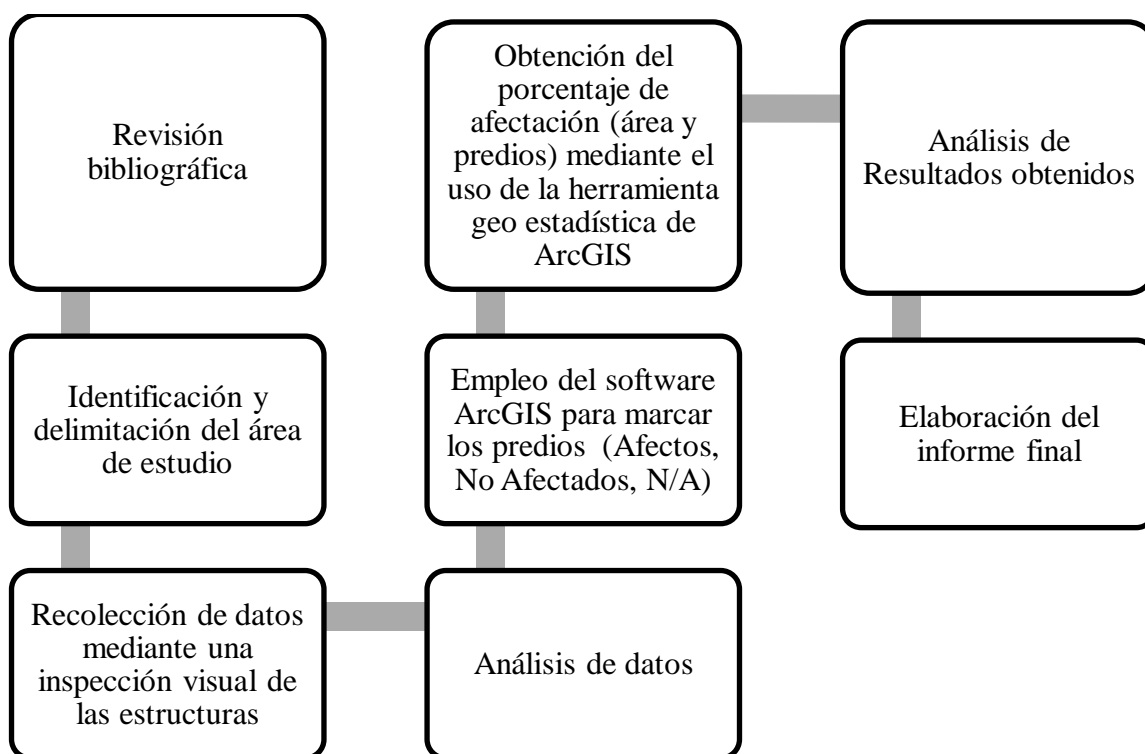 Revisión
bibliográfica
Identificación y
delimitación del área
de estudio
Recolección de datos
mediante una
inspección visual de
las estructuras
Análisis de datos
Empleo del software
ArcGIS para marcar
los predios (Afectos,
No Afectados, N/A)
Obtención del
porcentaje de
afectación (área y
predios) mediante el
uso de la herramienta
geo estadística de
ArcGIS
Análisis de
Resultados obtenidos
Elaboración del
informe final